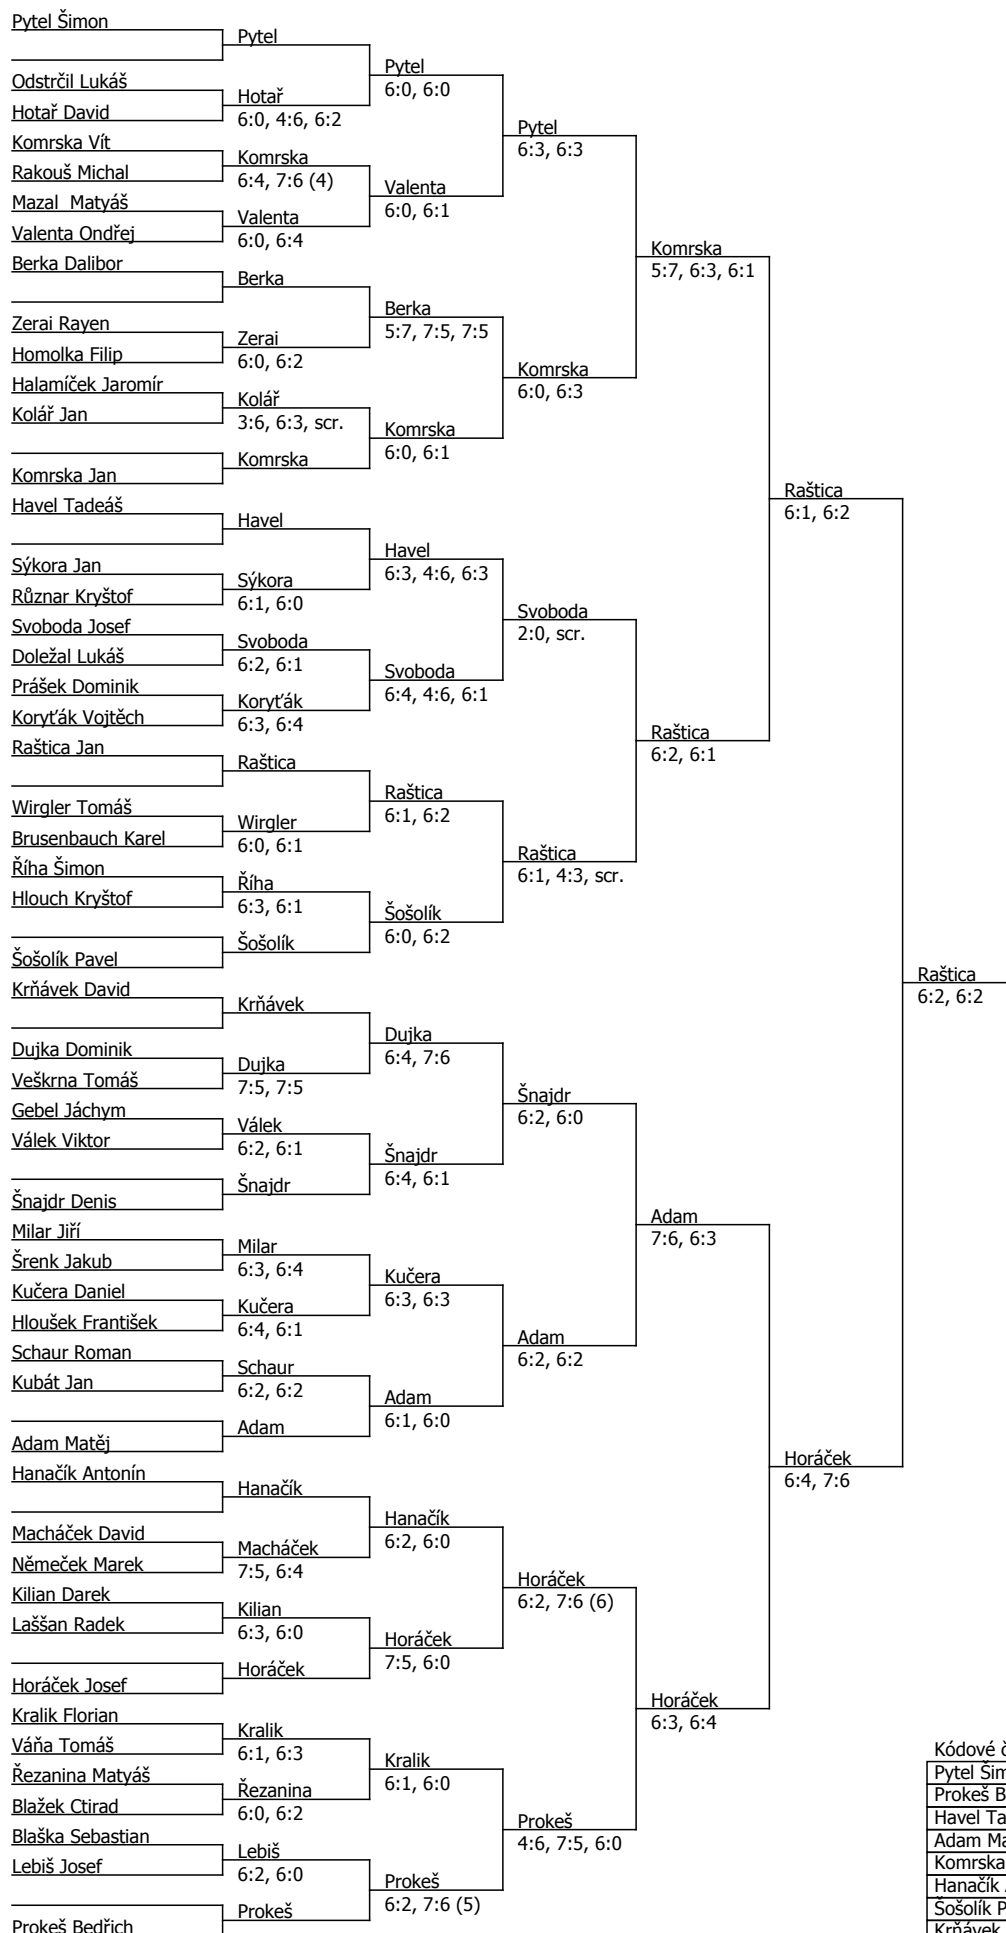 Pytel Šimon
Pytel
Pytel
6:0, 6:0
Odstrčil Lukáš
Hotař
Hotař David
6:0, 4:6, 6:2
Pytel
6:3, 6:3
Komrska Vít
Komrska
Rakouš Michal
6:4, 7:6 (4)
Valenta
6:0, 6:1
Mazal  Matyáš
Valenta
Valenta Ondřej
6:0, 6:4
Komrska
5:7, 6:3, 6:1
Berka Dalibor
Berka
Berka
5:7, 7:5, 7:5
Zerai Rayen
Zerai
Homolka Filip
6:0, 6:2
Komrska
6:0, 6:3
Halamíček Jaromír
Kolář
Kolář Jan
3:6, 6:3, scr.
Komrska
6:0, 6:1
Komrska
Komrska Jan
Raštica
6:1, 6:2
Havel Tadeáš
Havel
Havel
6:3, 4:6, 6:3
Sýkora Jan
Sýkora
Různar Kryštof
6:1, 6:0
Svoboda
2:0, scr.
Svoboda Josef
Svoboda
Doležal Lukáš
6:2, 6:1
Svoboda
6:4, 4:6, 6:1
Prášek Dominik
Koryťák
Koryťák Vojtěch
6:3, 6:4
Raštica
6:2, 6:1
Raštica Jan
Raštica
Raštica
6:1, 6:2
Wirgler Tomáš
Wirgler
Brusenbauch Karel
6:0, 6:1
Raštica
6:1, 4:3, scr.
Říha Šimon
Říha
Hlouch Kryštof
6:3, 6:1
Šošolík
6:0, 6:2
Šošolík
Šošolík Pavel
Raštica
6:2, 6:2
Krňávek David
Krňávek
Dujka
6:4, 7:6
Dujka Dominik
Dujka
Veškrna Tomáš
7:5, 7:5
Šnajdr
6:2, 6:0
Gebel Jáchym
Válek
Válek Viktor
6:2, 6:1
Šnajdr
6:4, 6:1
Šnajdr
Šnajdr Denis
Adam
7:6, 6:3
Milar Jiří
Milar
Šrenk Jakub
6:3, 6:4
Kučera
6:3, 6:3
Kučera Daniel
Kučera
Hloušek František
6:4, 6:1
Adam
6:2, 6:2
Schaur Roman
Schaur
Kubát Jan
6:2, 6:2
Adam
6:1, 6:0
Adam
Adam Matěj
Horáček
6:4, 7:6
Hanačík Antonín
Hanačík
Hanačík
6:2, 6:0
Macháček David
Macháček
Němeček Marek
7:5, 6:4
Horáček
6:2, 7:6 (6)
Kilian Darek
Kilian
Laššan Radek
6:3, 6:0
Horáček
7:5, 6:0
Horáček
Horáček Josef
Horáček
6:3, 6:4
Kralik Florian
Kralik
Váňa Tomáš
6:1, 6:3
Kralik
6:1, 6:0
Řezanina Matyáš
Řezanina
Blažek Ctirad
6:0, 6:2
Prokeš
4:6, 7:5, 6:0
Blaška Sebastian
Lebiš
Lebiš Josef
6:2, 6:0
Prokeš
6:2, 7:6 (5)
Prokeš
Prokeš Bedřich
Kódové č
Pytel Šim
Prokeš B
Havel Ta
Adam Ma
Komrska
Hanačík
Šošolík P
Krňávek